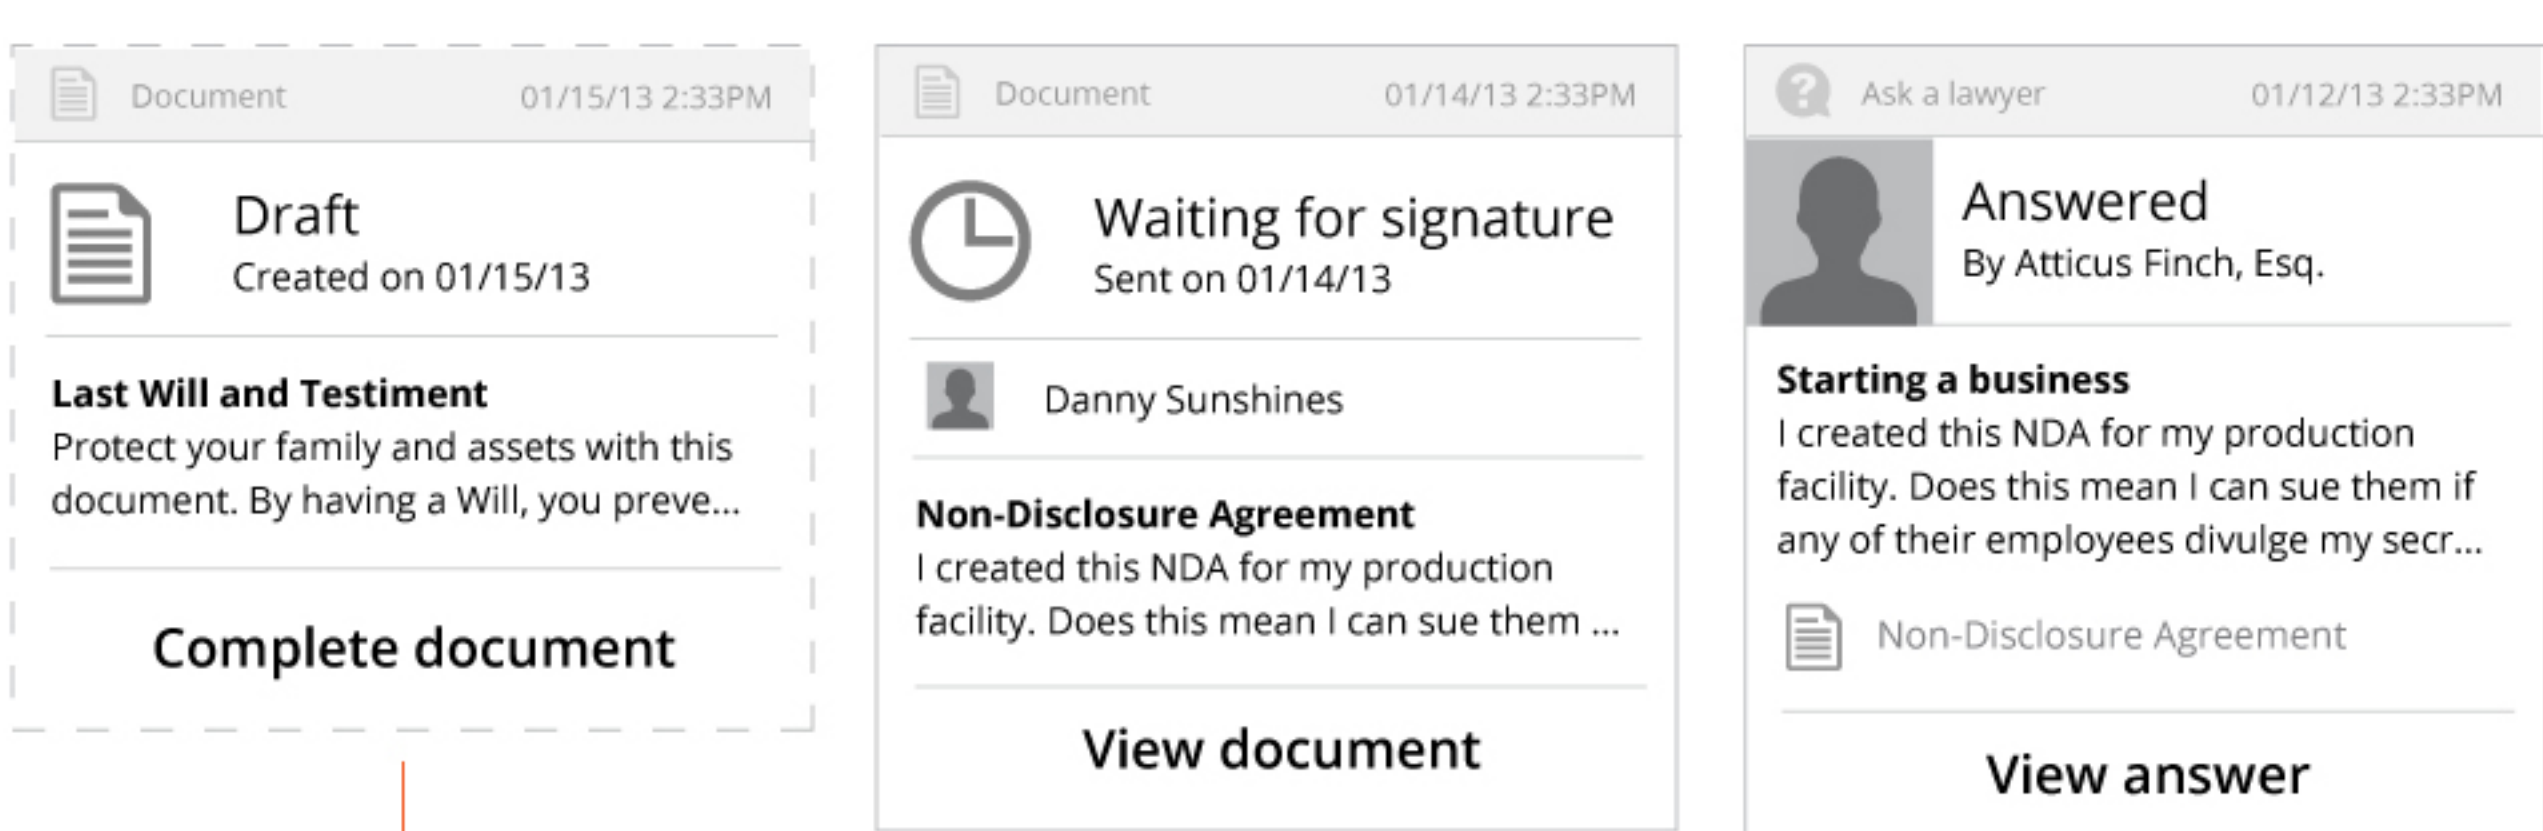 Document 01/15/13 2:33PM
Draft
Created on 01/15/13
Last Will and Testiment
Protect your family and assets with this
document. By having a Will, you preve...
Complete document
Document 01/14/13 2:33PM
Waiting for signature
Sent on 01/14/13
Danny Sunshines
Non-Disclosure Agreement
I created this NDA for my production
facility. Does this mean I can sue them ...
View document
Ask a lawyer 01/12/13 2:33PM
Answered
By Atticus Finch, Esq.
Starting a business
I created this NDA for my production
facility. Does this mean I can sue them if
any of their employees divulge my secr...
Non-Disclosure Agreement
View answer